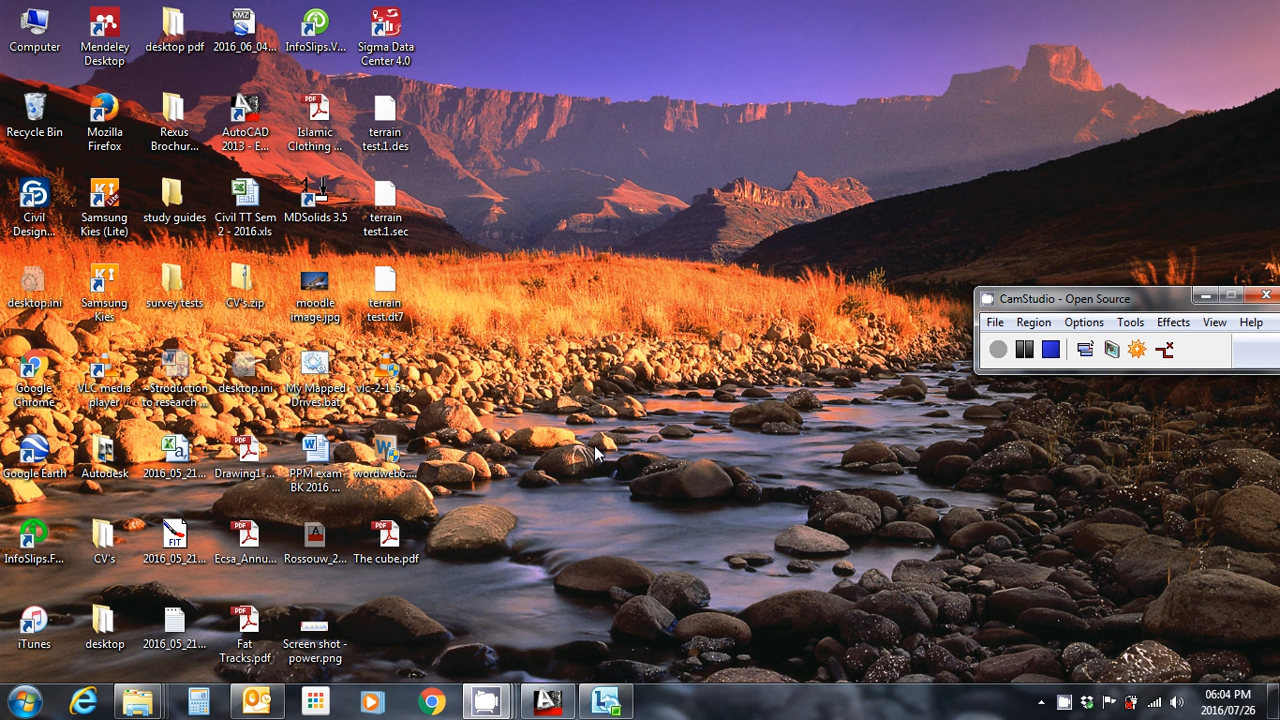 Computer
Mendeley
Desktop
desktop pdf
2016_06_04...
InfoSlips.V...
Sigma Data
Center 4.0
Recycle Bin
Mozilla
Firefox
Rexus
Brochur...
AutoCAD
2013 - E...
Islamic
Clothing ...
terrain
test.1.des
Civil
Design...
Samsung
Kies (Lite)
study guides
Civil TT Sem
2 - 2016.xls
MDSolids 3.5
terrain
test.1.sec
desktop.ini
Samsung
Kies
survey tests
CV's.zip
moodle
image.jpg
terrain
test.dt7
Google
Chrome
VLC media
player
~$troduction
to research ...
desktop.ini
My Mapped
Drives.bat
vlc-2-1-5-...
Google Earth
Autodesk
2016_05_21...
Drawing1-...
PPM exam
BK 2016 ...
wordweb6....
InfoSlips.F...
CV's
FIT
2016_05_21...
Ecsa_Annu...
Rossouw_2...
The cube.pdf
iTunes
desktop
2016_05_21...
Fat
Tracks.pdf
Screen shot -
power.png
CamStudio - Open Source
File Region Options Tools Effects View Help
06:04 PM
2016/07/26